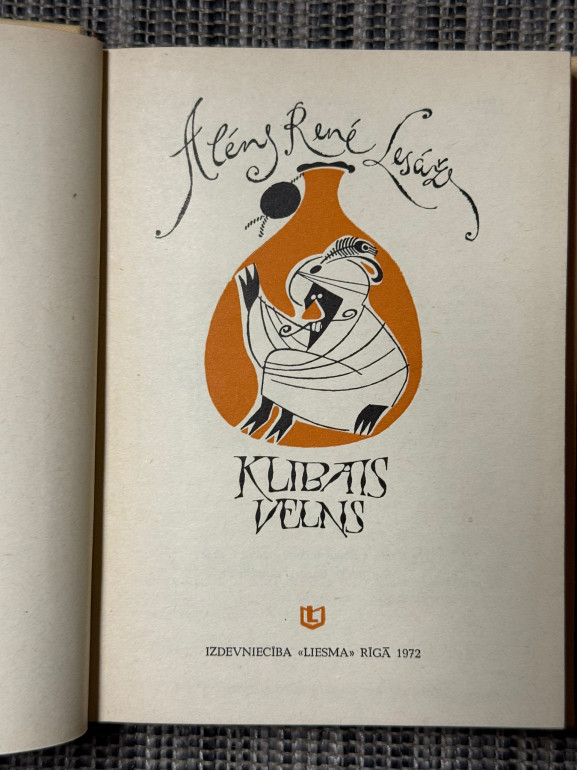 Alēns René Lesāžs
KLIBAIS
VELNS
L
IZDEVNIECĪBA «LIESMA» RĪGĀ 1972